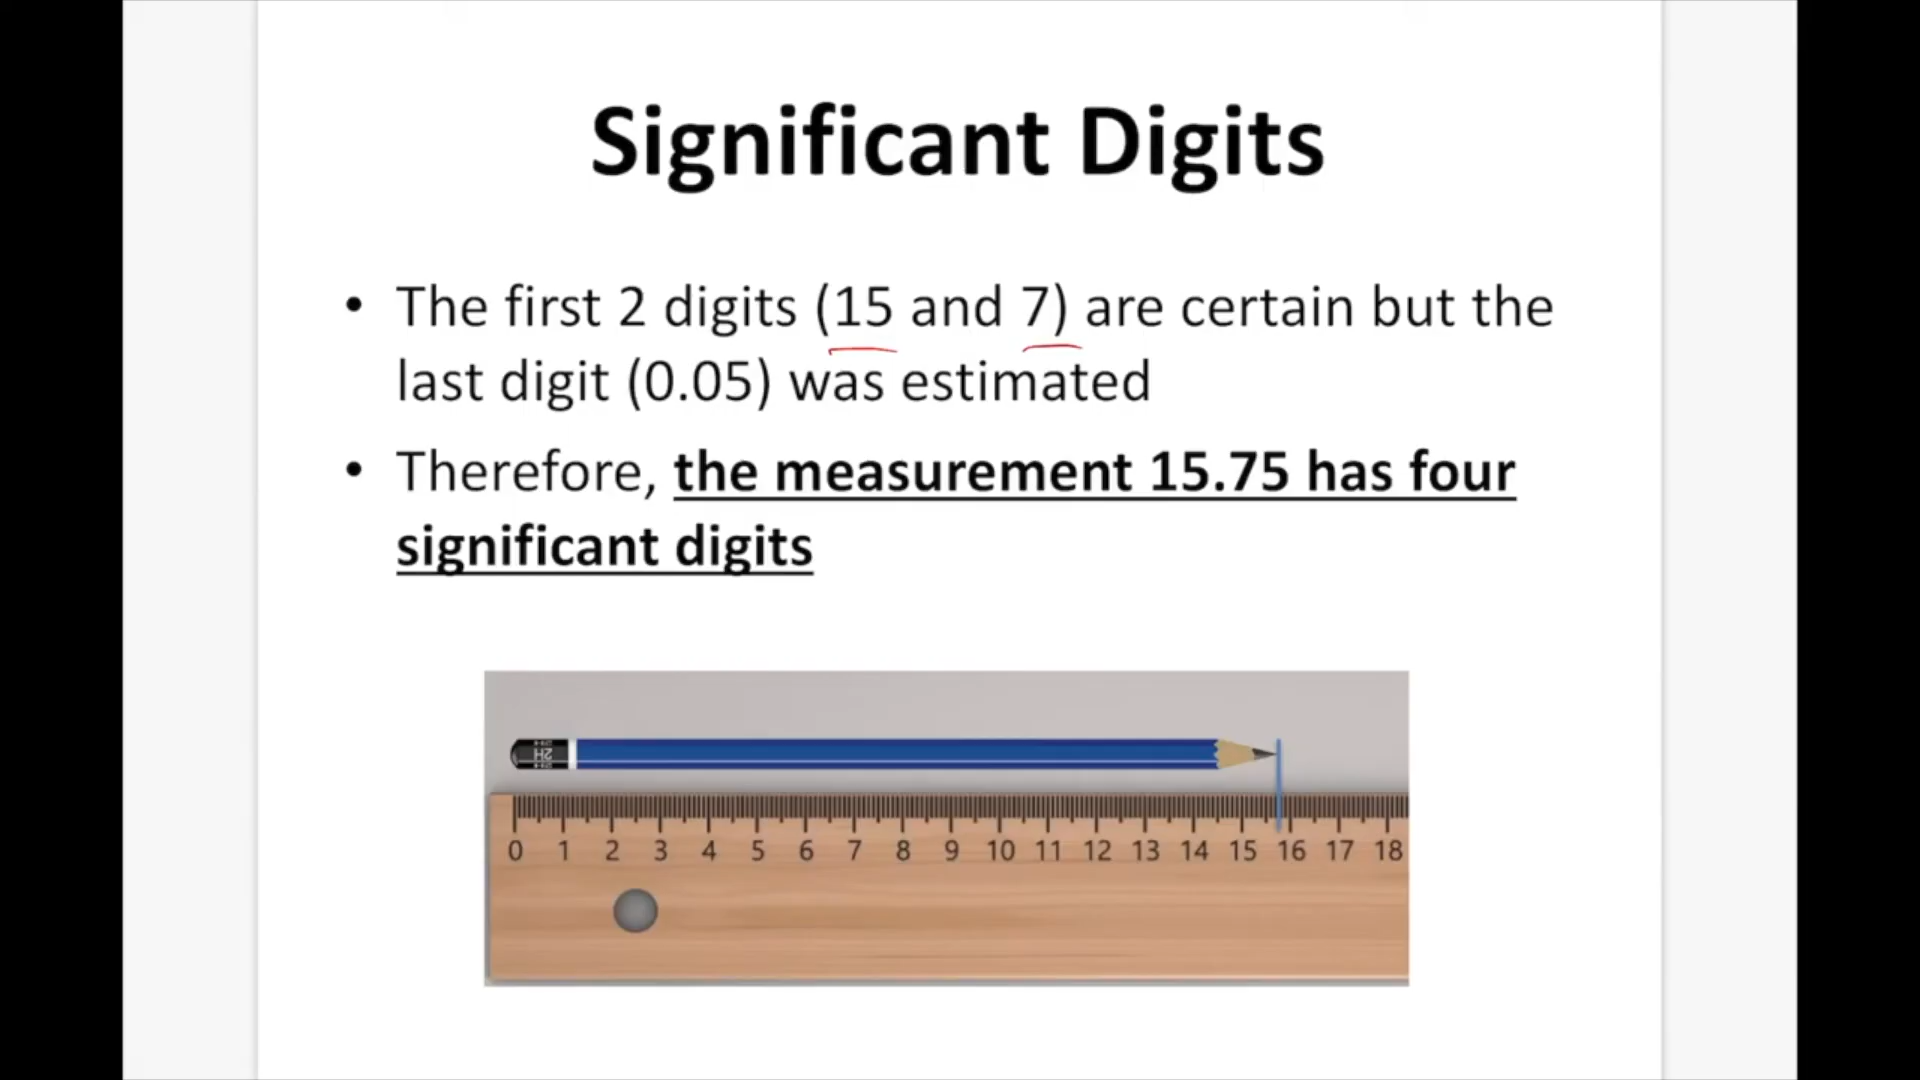 Significant Digits
• The first 2 digits (15 and 7) are certain but the
last digit (0.05) was estimated
• Therefore, the measurement 15.75 has four
significant digits
2H
0 1 2 3 4 5 6 7 8 9 10 11 12 13 14 15 16 17 18